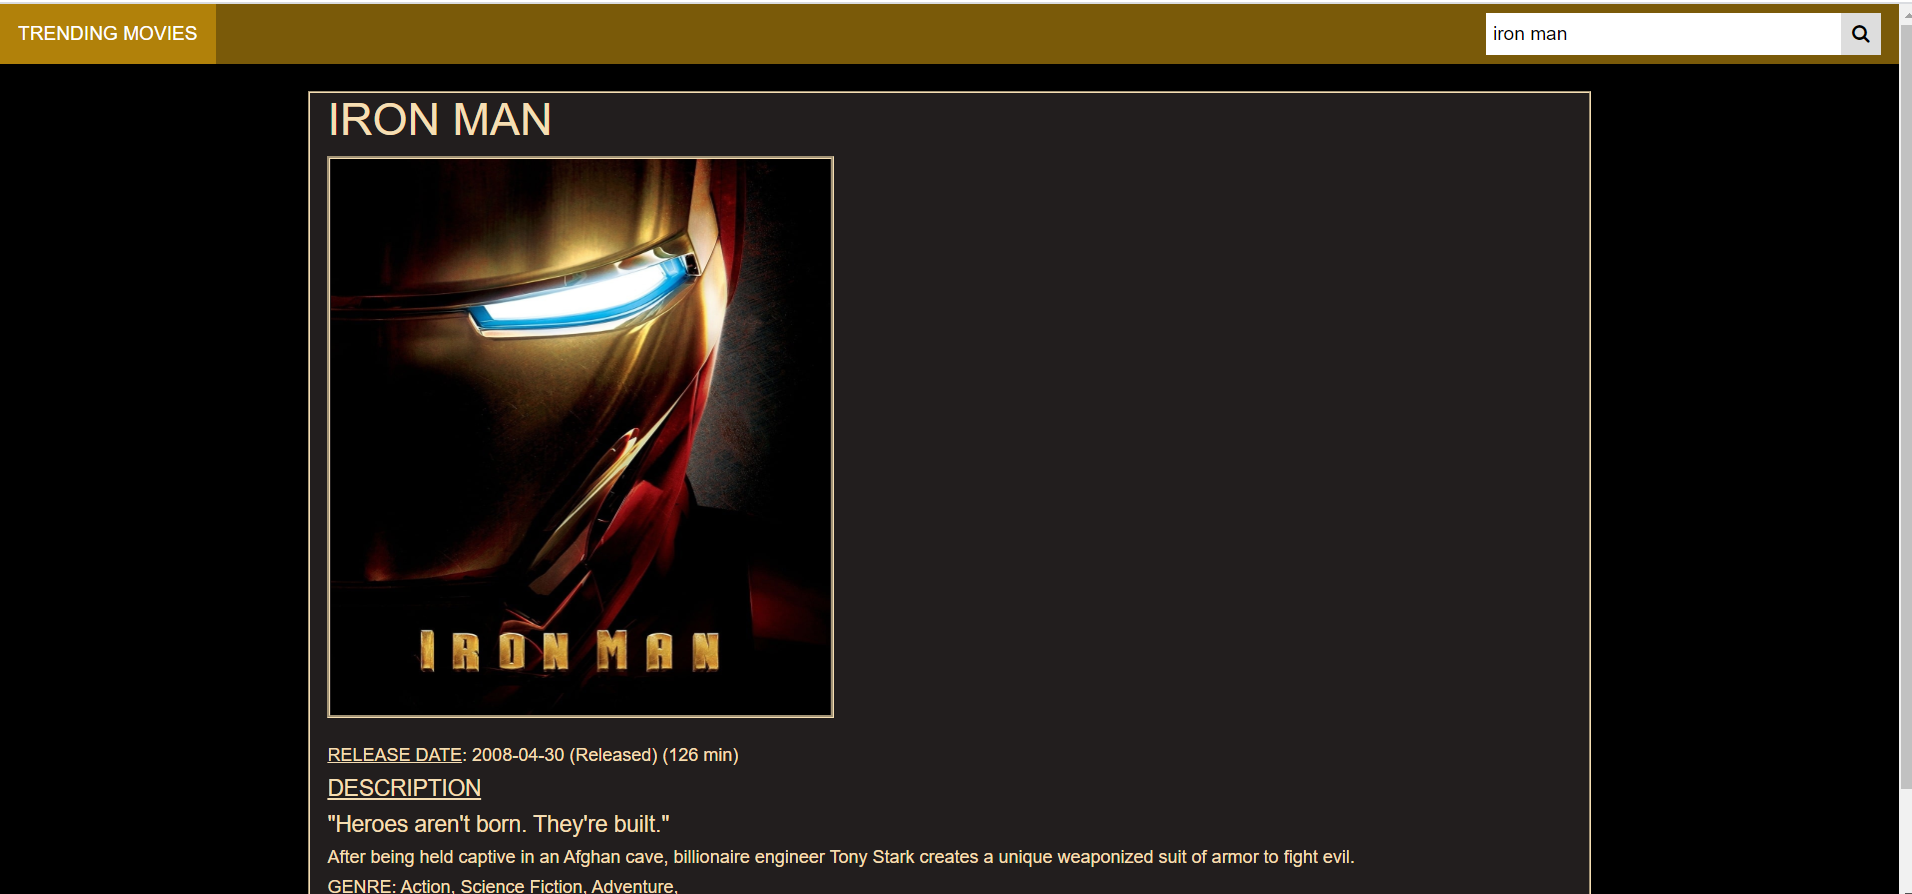 TRENDING MOVIES
iron man
IRON MAN
IRON MAN
RELEASE DATE: 2008-04-30 (Released) (126 min)
DESCRIPTION
"Heroes aren't born. They're built."
After being held captive in an Afghan cave, billionaire engineer Tony Stark creates a unique weaponized suit of armor to fight evil.
GENRE: Action, Science Fiction, Adventure,